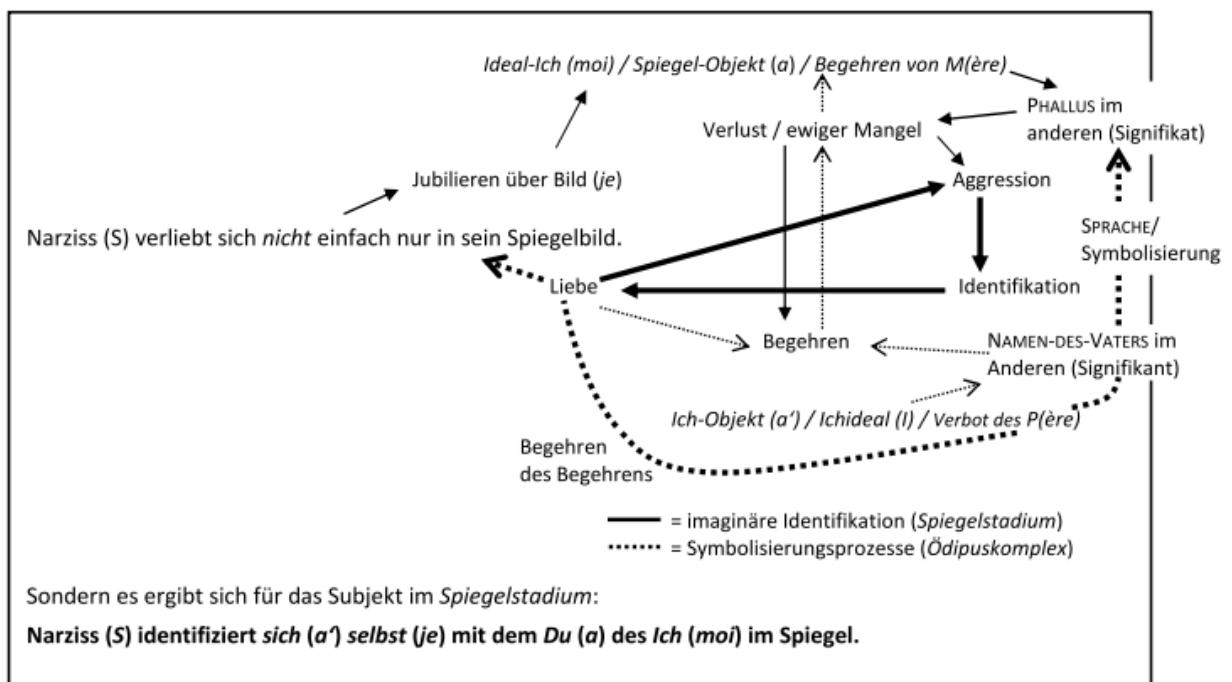 Ideal-Ich (moi) / Spiegel-Objekt (a) / Begehren von M(ère)
PHALLUS im
anderen (Signifikat)
Verlust / ewiger Mangel
Jubilieren über Bild (je)
Aggression
Narziss (S) verliebt sich nicht einfach nur in sein Spiegelbild.
SPRACHE/
Symbolisierung
Liebe
Identifikation
Begehren
NAMEN-DES-VATERS im
Anderen (Signifikant)
Ich-Objekt (a‘) / Ichideal (I) / Verbot des P(ère)
Begehren
des Begehrens
= imaginäre Identifikation (Spiegelstadium)
= Symbolisierungsprozesse (Ödipuskomplex)
Sondern es ergibt sich für das Subjekt im Spiegelstadium:
Narziss (S) identifiziert sich (a‘) selbst (je) mit dem Du (a) des Ich (moi) im Spiegel.